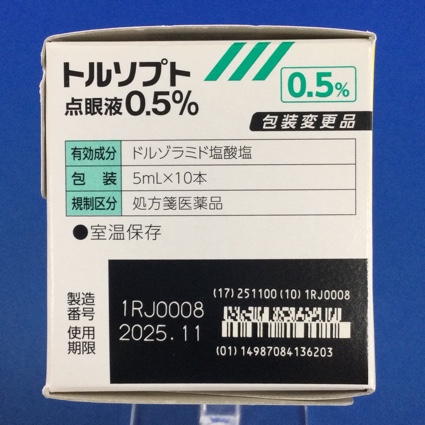 トルソプト
点眼液0.5%
0.5%
包装変更品
有効成分 ドルゾラミド塩酸塩
包装 5mL×10本
規制区分 処方箋医薬品
●室温保存
(17)251100(10)1RJ0008
製造番号 1RJ0008
使用期限 2025.11
(01)14987084136203